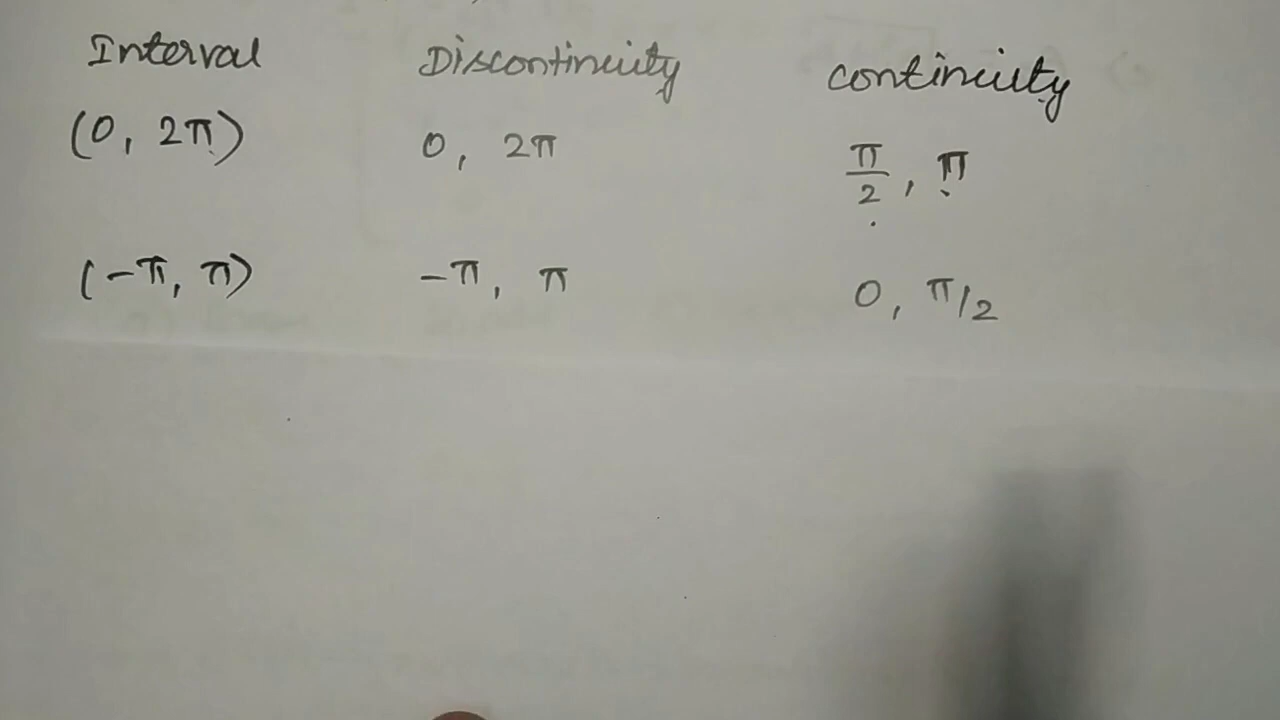 Interval Discontinuity continuity
(0, 2π) 0, 2π π/2, π
(-π, π) -π, π 0, π/2